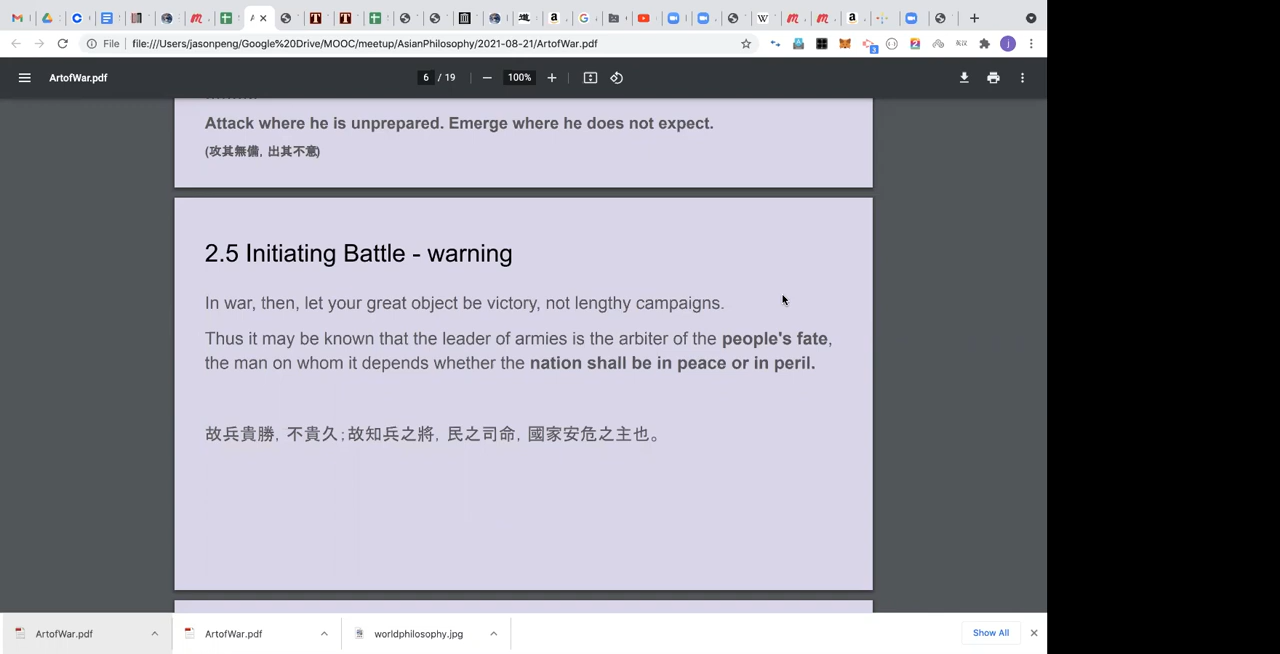 File
file:///Users/jasonpeng/Google%20Drive/MOOC/meetup/AsianPhilosophy/2021-08-21/ArtofWar.pdf
ArtofWar.pdf
6 / 19
100%
Attack where he is unprepared. Emerge where he does not expect.
(攻其無備, 出其不意)
2.5 Initiating Battle - warning
In war, then, let your great object be victory, not lengthy campaigns.
Thus it may be known that the leader of armies is the arbiter of the people's fate,
the man on whom it depends whether the nation shall be in peace or in peril.
故兵貴勝, 不貴久;故知兵之將, 民之司命, 國家安危之主也。
ArtofWar.pdf
ArtofWar.pdf
worldphilosophy.jpg
Show All